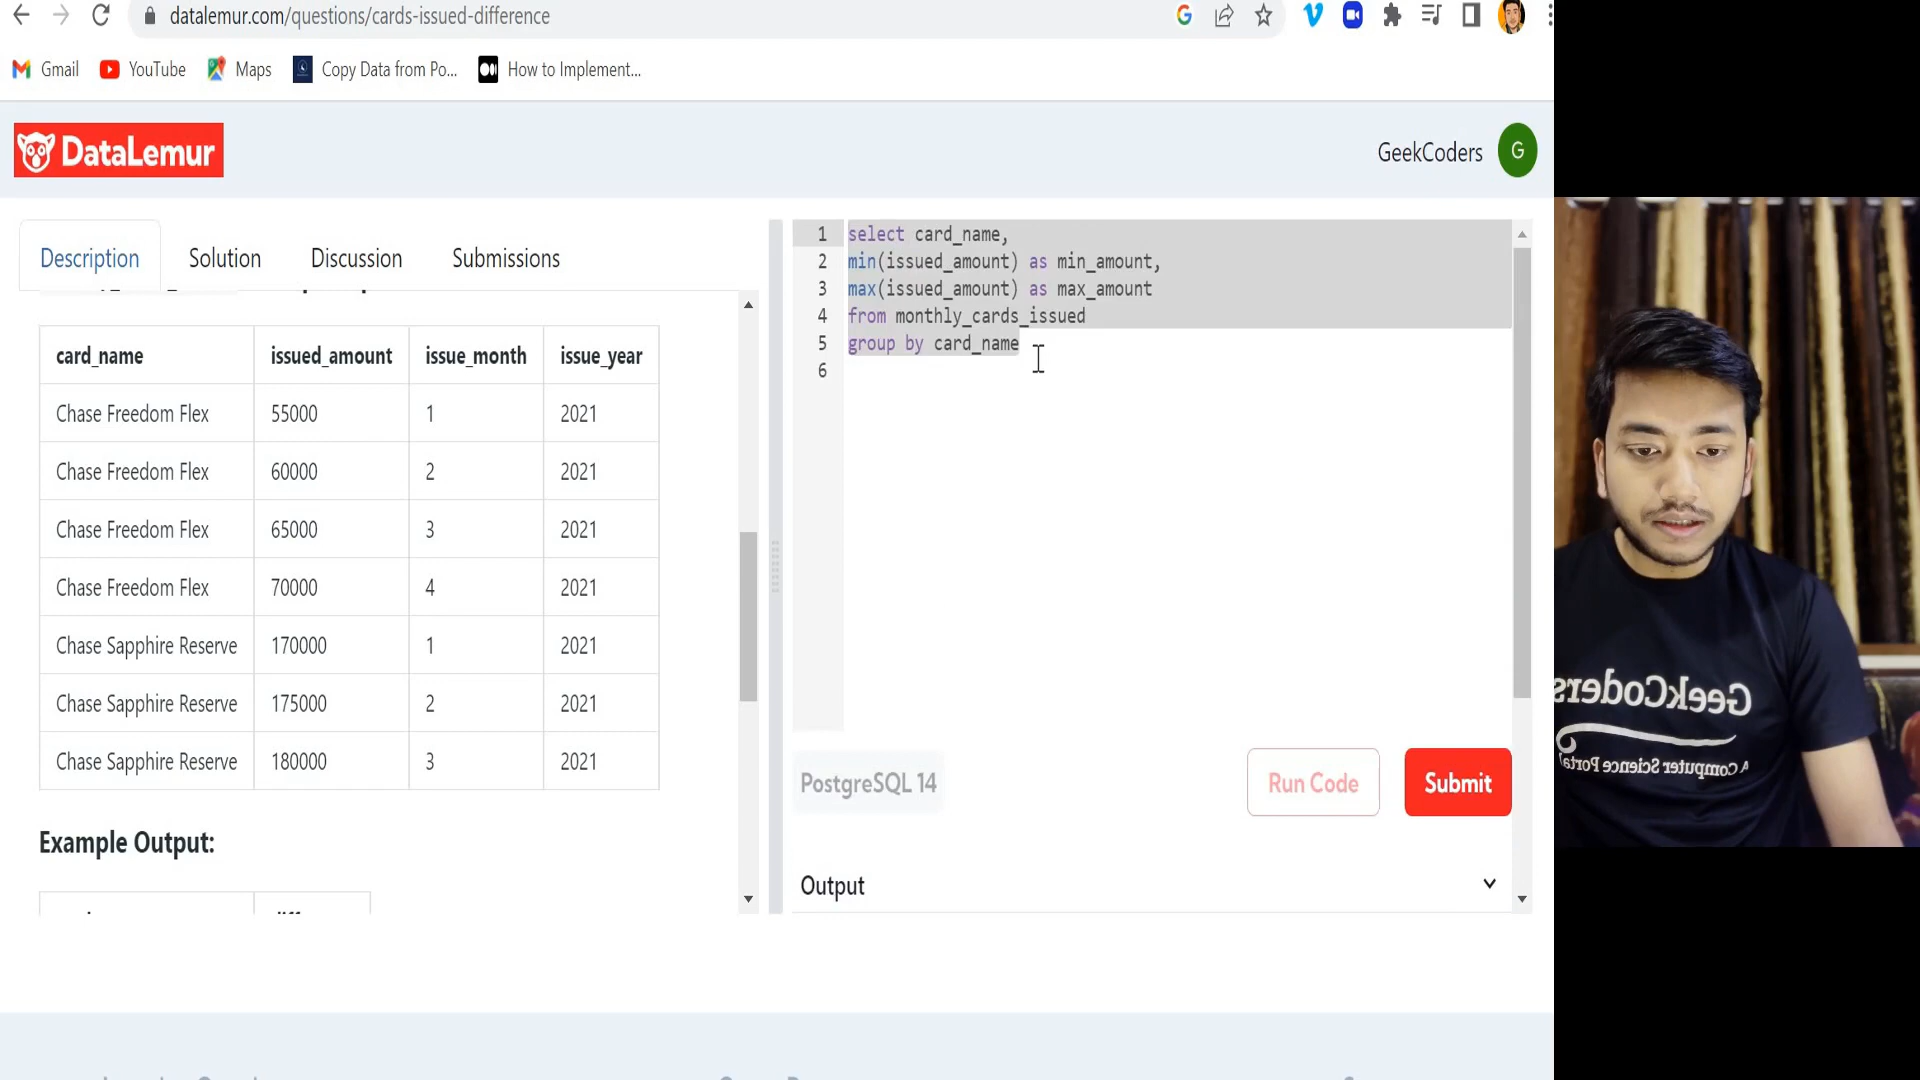 datalemur.com/questions/cards-issued-difference
Gmail YouTube Maps Copy Data from Po... How to Implement...
DataLemur
GeekCoders G
Description Solution Discussion Submissions
card_name issued_amount issue_month issue_year
Chase Freedom Flex 55000 1 2021
Chase Freedom Flex 60000 2 2021
Chase Freedom Flex 65000 3 2021
Chase Freedom Flex 70000 4 2021
Chase Sapphire Reserve 170000 1 2021
Chase Sapphire Reserve 175000 2 2021
Chase Sapphire Reserve 180000 3 2021
Example Output:
1 select card_name,
2 min(issued_amount) as min_amount,
3 max(issued_amount) as max_amount
4 from monthly_cards_issued
5 group by card_name
6
PostgreSQL 14 Run Code Submit
Output
GeekCoders
A Computer Science Portal